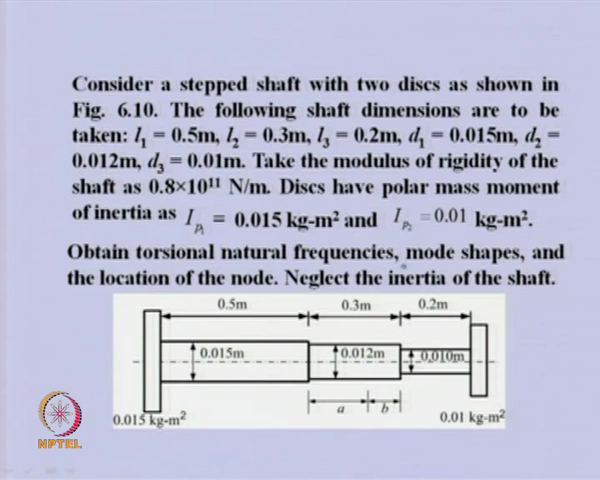 Consider a stepped shaft with two discs as shown in
Fig. 6.10. The following shaft dimensions are to be
taken: l₁ = 0.5m, l₂ = 0.3m, l₃ = 0.2m, d₁ = 0.015m, d₂ =
0.012m, d₃ = 0.01m. Take the modulus of rigidity of the
shaft as 0.8×10¹¹ N/m. Discs have polar mass moment
of inertia as I_p₁ = 0.015 kg-m² and I_p₂ = 0.01 kg-m².
Obtain torsional natural frequencies, mode shapes, and
the location of the node. Neglect the inertia of the shaft.
0.5m 0.3m 0.2m
0.015m 0.012m 0.010m
a b
0.015 kg-m² 0.01 kg-m²
NPTEL